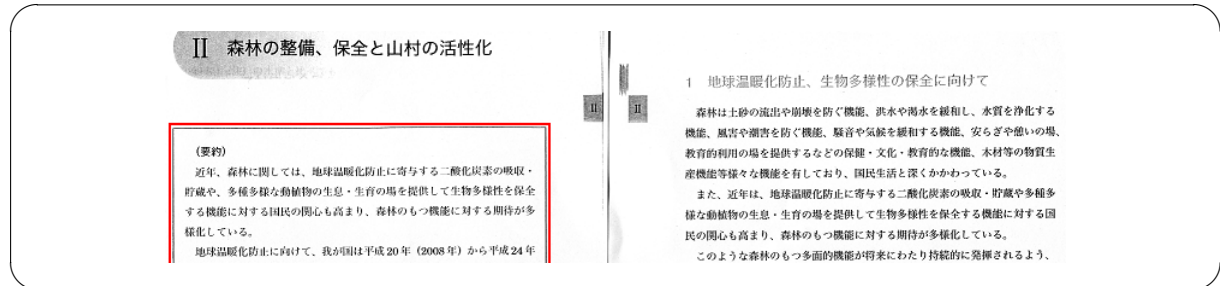 II 森林の整備、保全と山村の活性化
II
(要約)
近年、森林に関しては、地球温暖化防止に寄与する二酸化炭素の吸収・
貯蔵や、多種多様な動植物の生息・生育の場を提供して生物多様性を保全
する機能に対する国民の関心も高まり、森林のもつ機能に対する期待が多
様化している。
地球温暖化防止に向けて、我が国は平成20年(2008年)から平成24年
II
1 地球温暖化防止、生物多様性の保全に向けて
森林は土砂の流出や崩壊を防ぐ機能、洪水や渇水を緩和し、水質を浄化する
機能、風害や潮害を防ぐ機能、騒音や気候を緩和する機能、安らぎや憩いの場、
教育的利用の場を提供するなどの保健・文化・教育的な機能、木材等の物質生
産機能等様々な機能を有しており、国民生活と深くかかわっている。
また、近年は、地球温暖化防止に寄与する二酸化炭素の吸収・貯蔵や多種多
様な動植物の生息・生育の場を提供して生物多様性を保全する機能に対する国
民の関心も高まり、森林のもつ機能に対する期待が多様化している。
このような森林のもつ多面的機能が将来にわたり持続的に発揮されるよう、